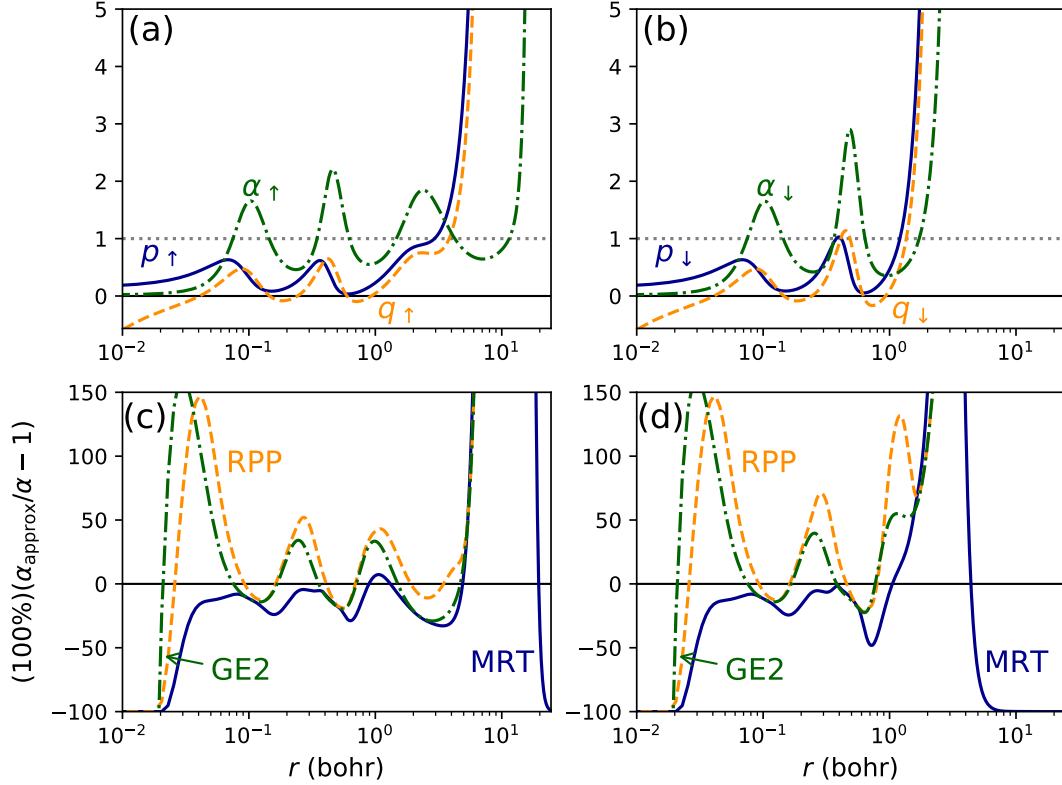 (a)
5
4
3
2
1
0
α↑
p↑
q↑
10⁻² 10⁻¹ 10⁰ 10¹
(b)
5
4
3
2
1
0
α↓
p↓
q↓
10⁻² 10⁻¹ 10⁰ 10¹
(100%)(α_approx/α − 1)
(c)
150
100
50
0
−50
−100
RPP
GE2
MRT
10⁻² 10⁻¹ 10⁰ 10¹
r (bohr)
(d)
150
100
50
0
−50
−100
RPP
GE2
MRT
10⁻² 10⁻¹ 10⁰ 10¹
r (bohr)